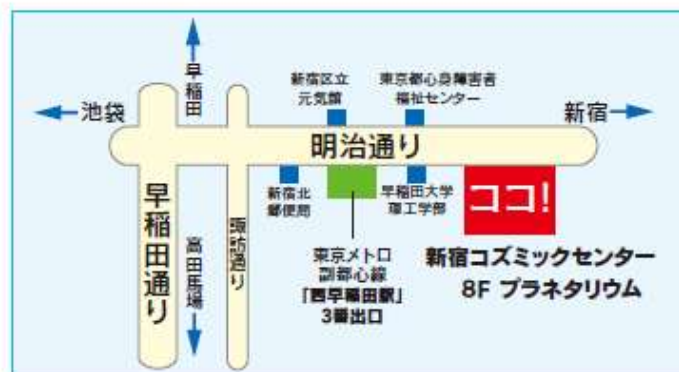 早稲田
新宿区立
元気館
東京都心身障害者
福祉センター
池袋
新宿
明治通り
早稲田通り
諏訪通り
高田馬場
新宿北
郵便局
早稲田大学
理工学部
ココ!
東京メトロ
副都心線
「西早稲田駅」
3番出口
新宿コズミックセンター
8F プラネタリウム